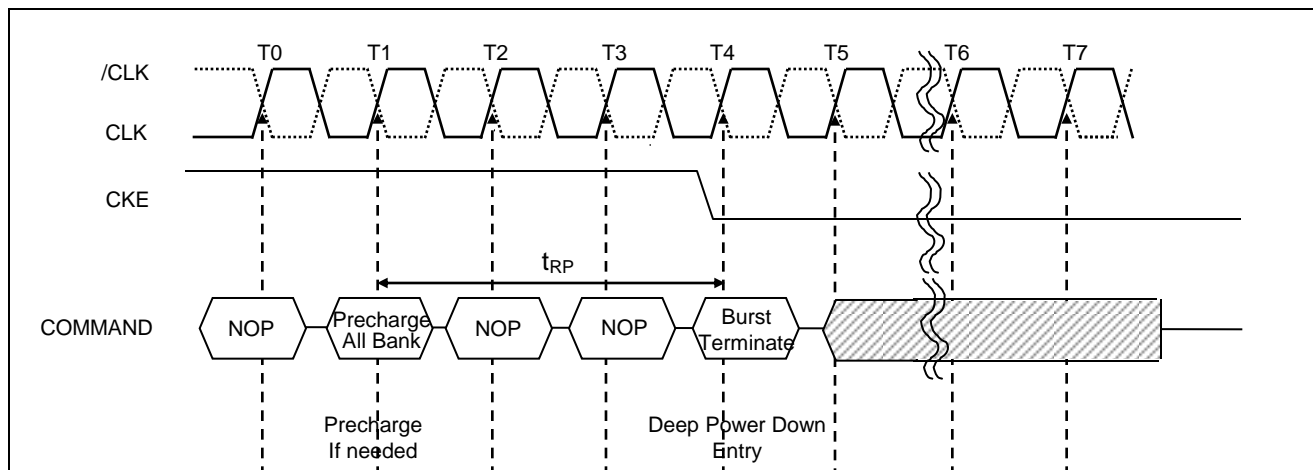 T0 T1 T2 T3 T4 T5 T6 T7
/CLK
CLK
CKE
tRP
COMMAND
NOP
Precharge
All Bank
NOP
NOP
Burst
Terminate
Precharge
If needed
Deep Power Down
Entry